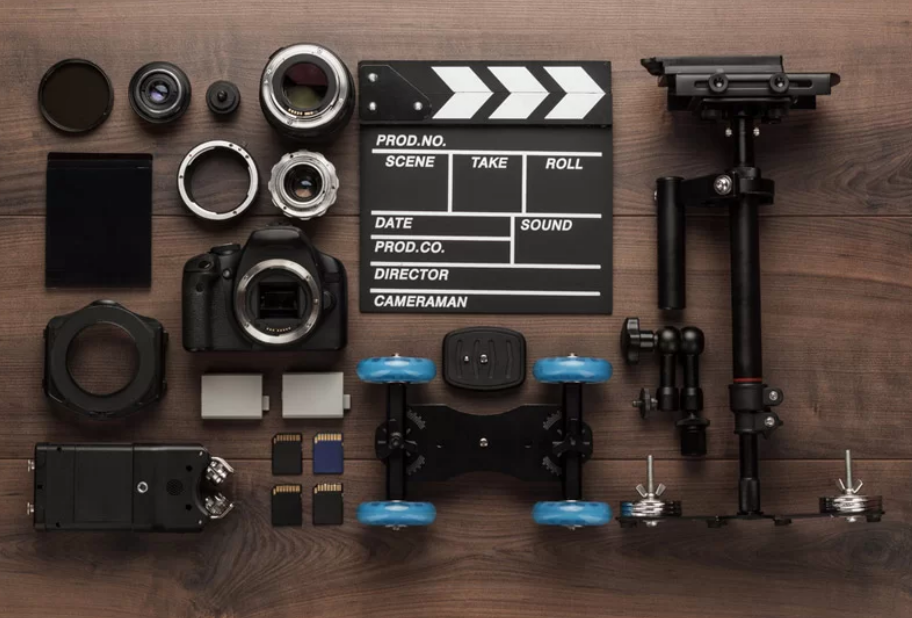 PROD.NO.
SCENE TAKE ROLL
DATE SOUND
PROD.CO.
DIRECTOR
CAMERAMAN